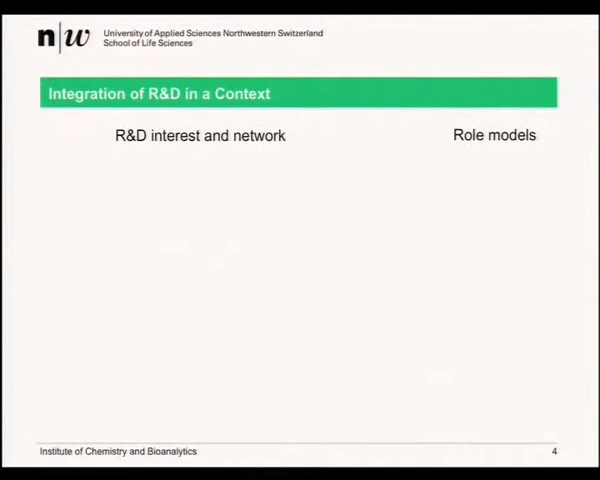 n|w University of Applied Sciences Northwestern Switzerland
School of Life Sciences
Integration of R&D in a Context
R&D interest and network Role models
Institute of Chemistry and Bioanalytics 4